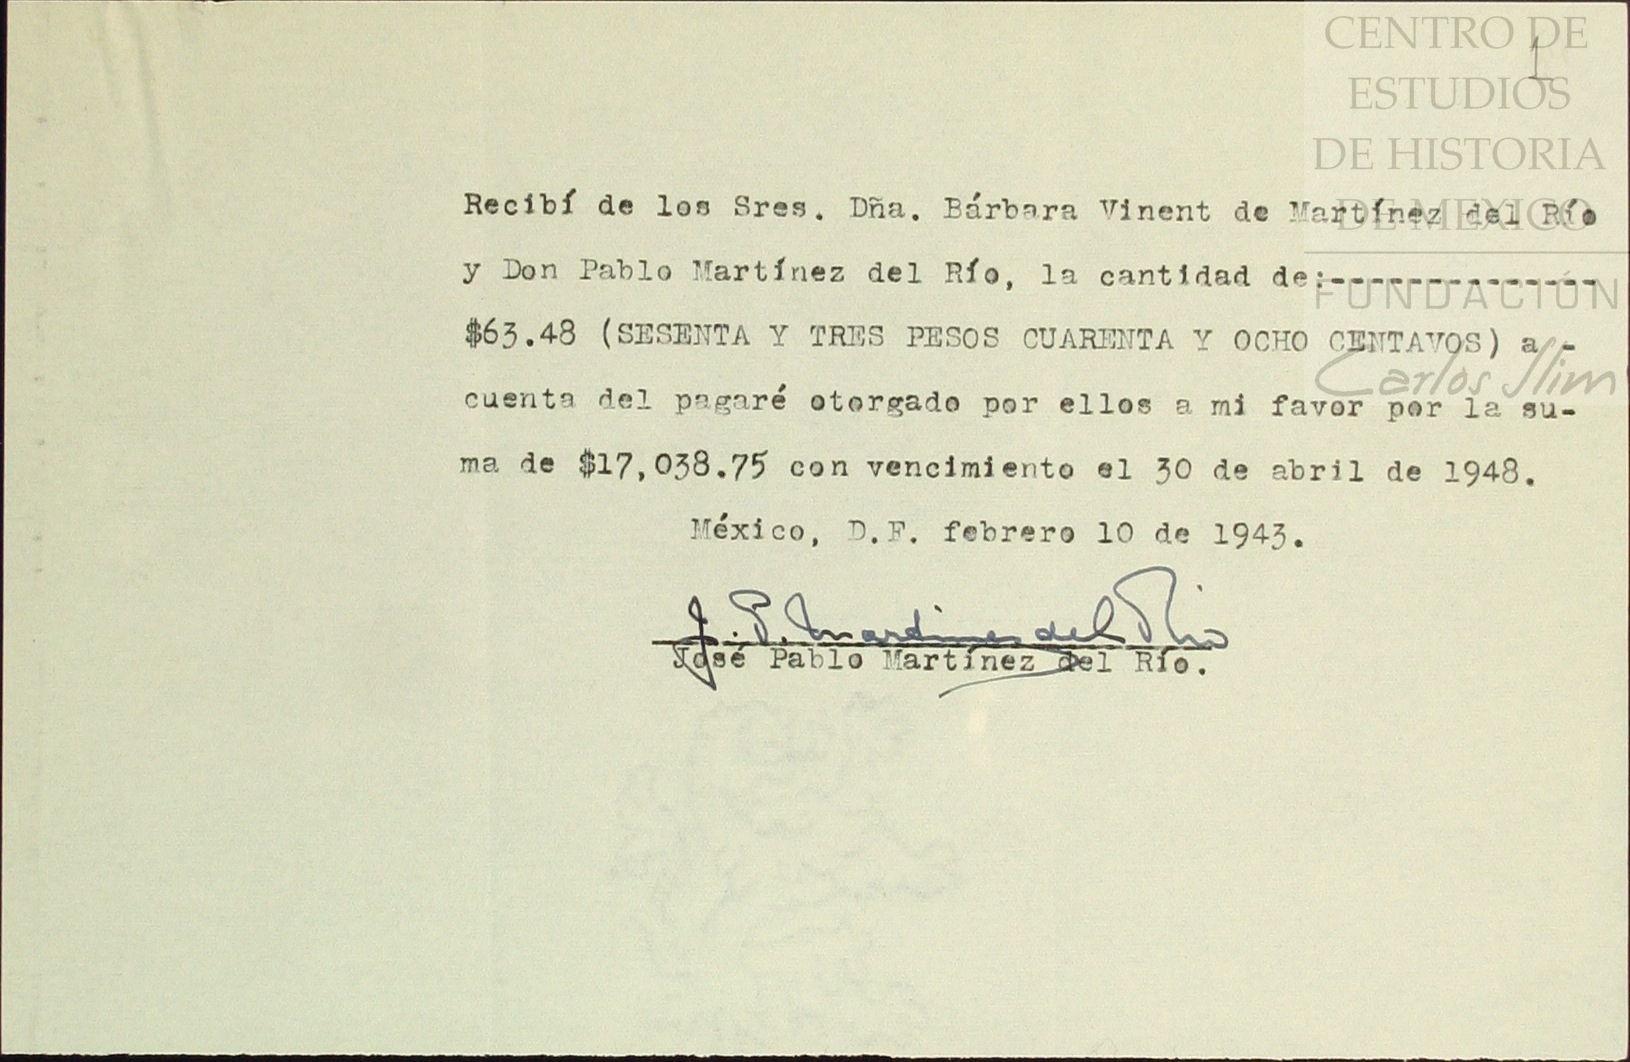 1
CENTRO DE
ESTUDIOS
DE HISTORIA
DE MÉXICO
FUNDACIÓN
Carlos Slim
Recibí de los Sres. Dña. Bárbara Vinent de Martínez del Río
y Don Pablo Martínez del Río, la cantidad de:--------------
$63.48 (SESENTA Y TRES PESOS CUARENTA Y OCHO CENTAVOS) a -
cuenta del pagaré otorgado por ellos a mi favor por la su-
ma de $17,038.75 con vencimiento el 30 de abril de 1948.
México, D.F. febrero 10 de 1943.
J. P. Martinez del Rio
José Pablo Martínez del Río.